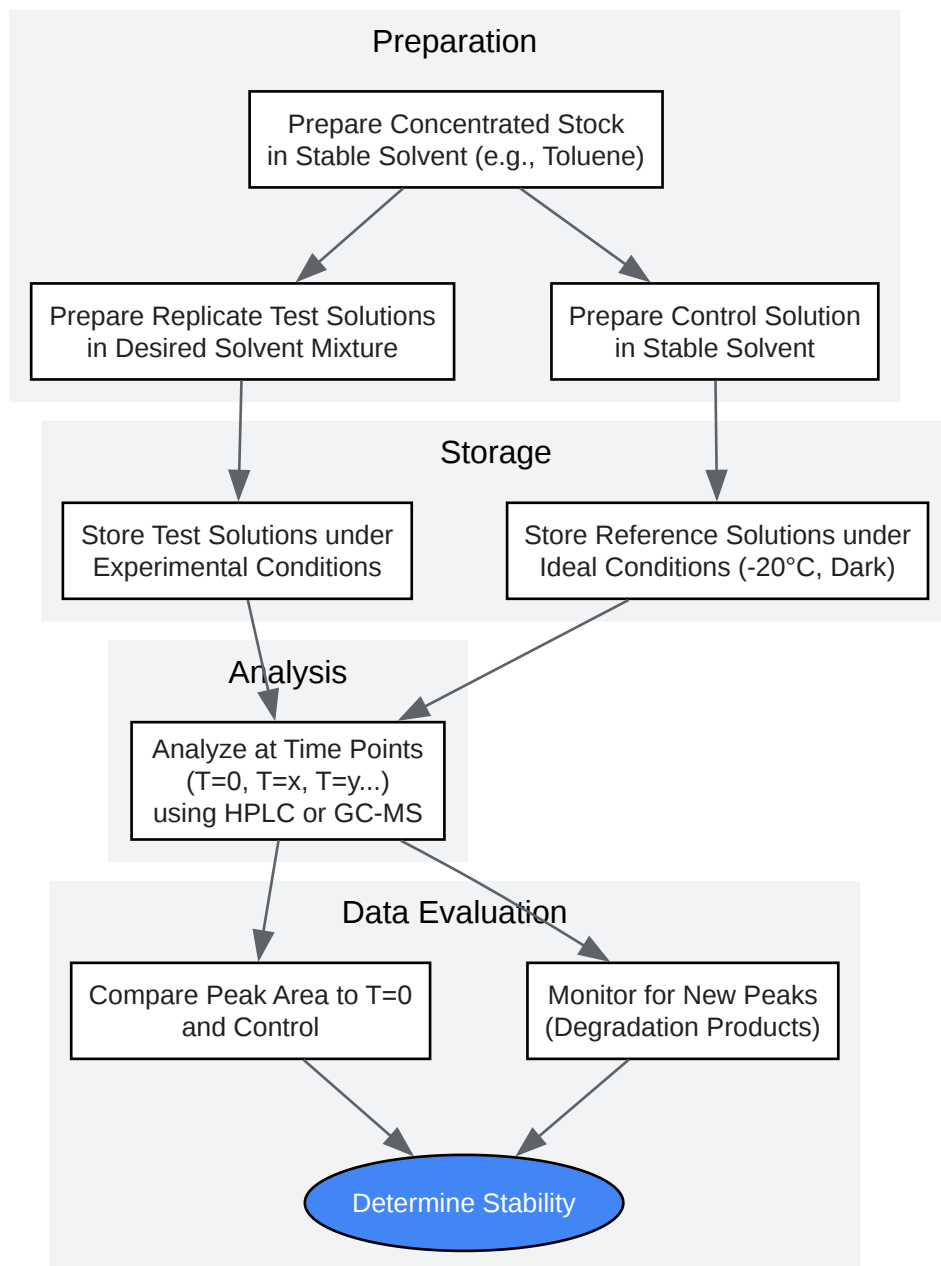 Preparation
Prepare Concentrated Stock
in Stable Solvent (e.g., Toluene)
Prepare Replicate Test Solutions
in Desired Solvent Mixture
Prepare Control Solution
in Stable Solvent
Storage
Store Test Solutions under
Experimental Conditions
Store Reference Solutions under
Ideal Conditions (-20°C, Dark)
Analysis
Analyze at Time Points
(T=0, T=x, T=y...)
using HPLC or GC-MS
Data Evaluation
Compare Peak Area to T=0
and Control
Monitor for New Peaks
(Degradation Products)
Determine Stability